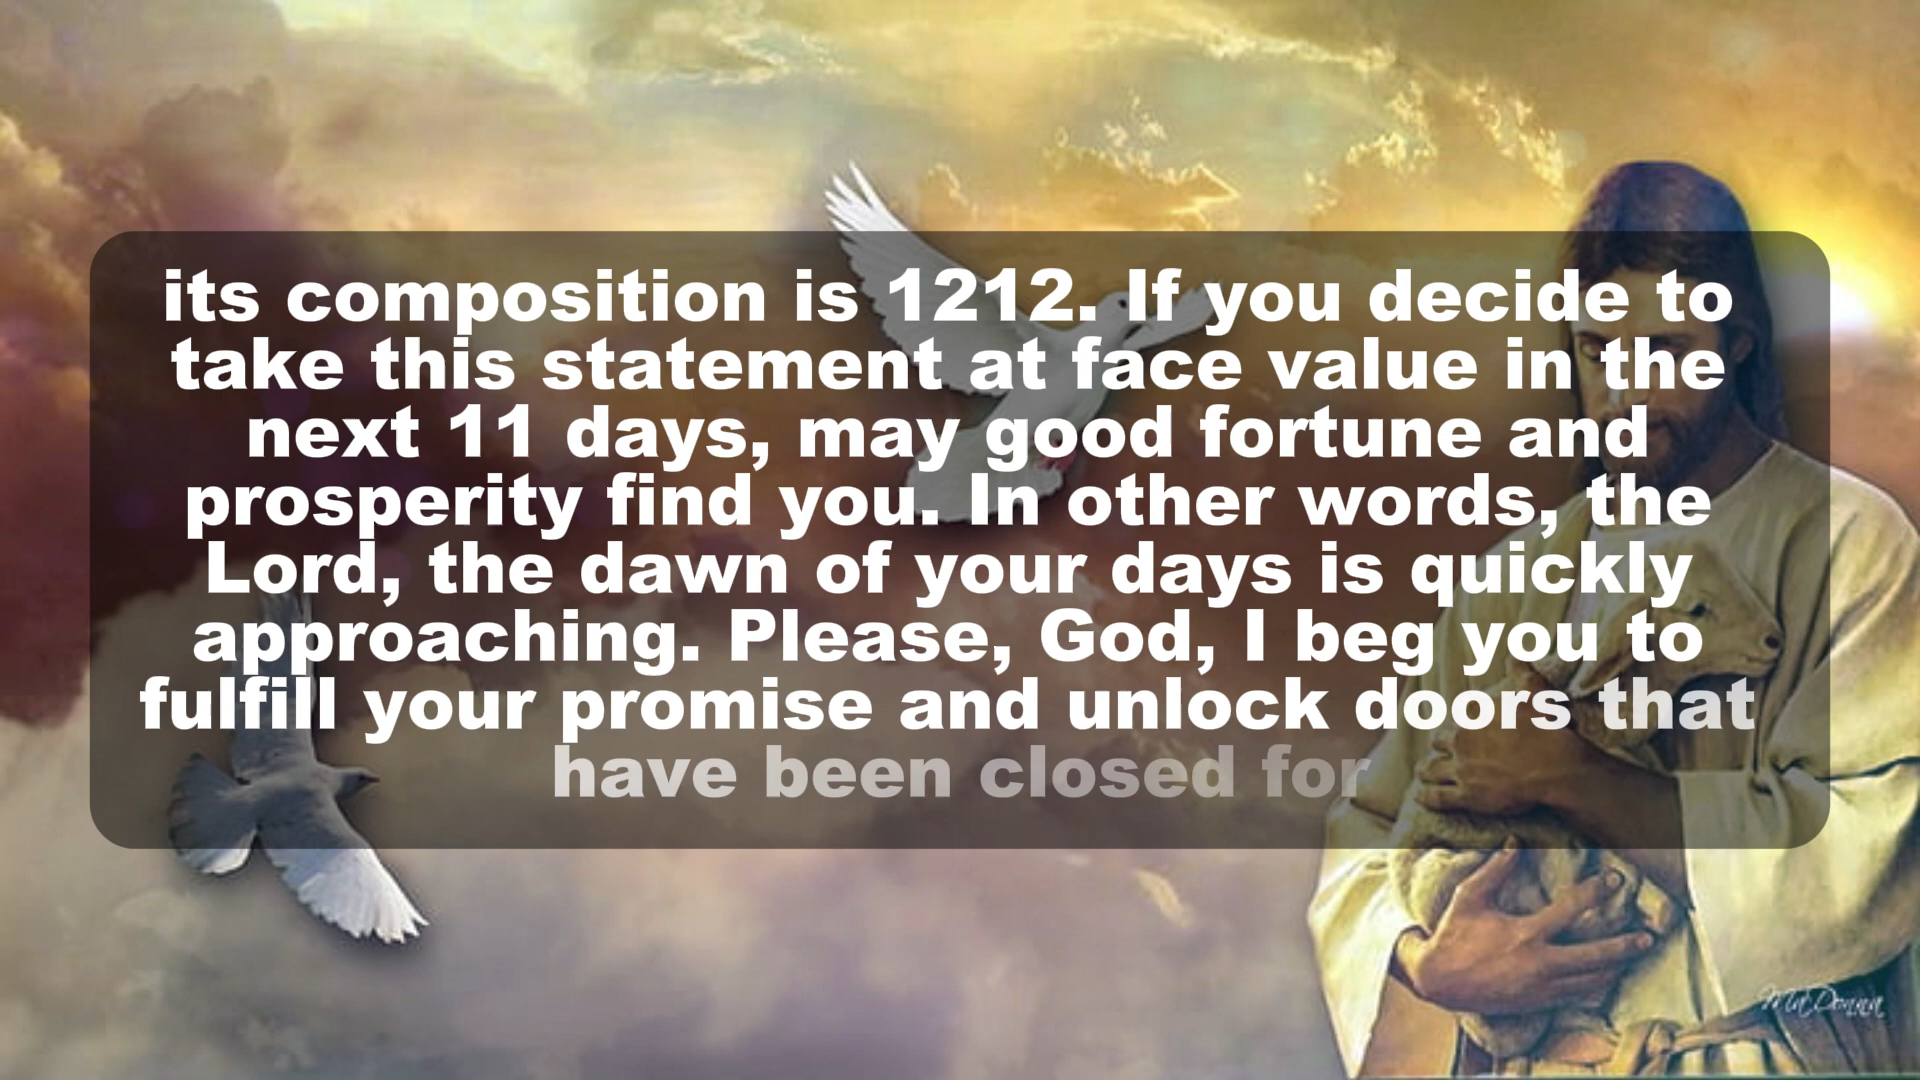 its composition is 1212. If you decide to
take this statement at face value in the
next 11 days, may good fortune and
prosperity find you. In other words, the
Lord, the dawn of your days is quickly
approaching. Please, God, I beg you to
fulfill your promise and unlock doors that
have been closed for
MaDonna